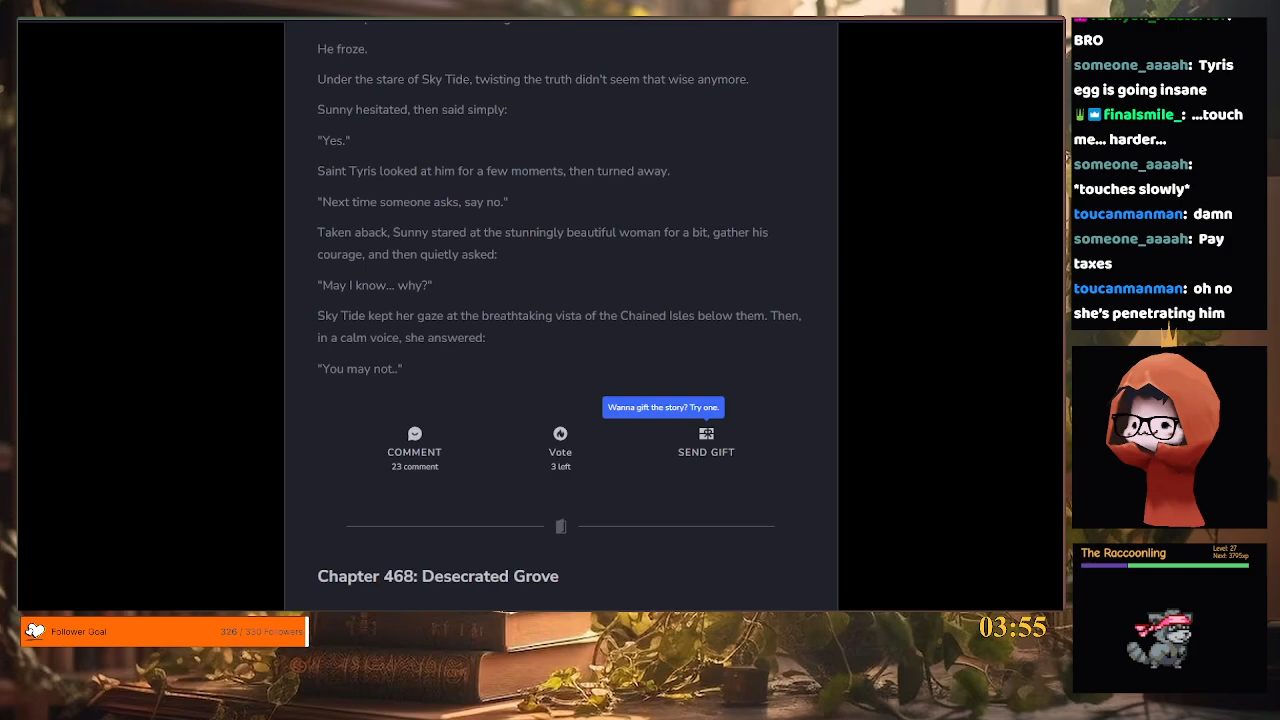 He froze.
Under the stare of Sky Tide, twisting the truth didn't seem that wise anymore.
Sunny hesitated, then said simply:
"Yes."
Saint Tyris looked at him for a few moments, then turned away.
"Next time someone asks, say no."
Taken aback, Sunny stared at the stunningly beautiful woman for a bit, gather his
courage, and then quietly asked:
"May I know... why?"
Sky Tide kept her gaze at the breathtaking vista of the Chained Isles below them. Then,
in a calm voice, she answered:
"You may not.."
Wanna gift the story? Try one.
COMMENT
23 comment
Vote
3 left
SEND GIFT
Chapter 468: Desecrated Grove
BRO
someone_aaaah: Tyris
egg is going insane
finalsmile_: ...touch
me... harder...
someone_aaaah:
*touches slowly*
toucanmanman: damn
someone_aaaah: Pay
taxes
toucanmanman: oh no
she's penetrating him
The Raccoonling
Level: 27
Next: 3795xp
Follower Goal
326 / 330 Followers
03:55